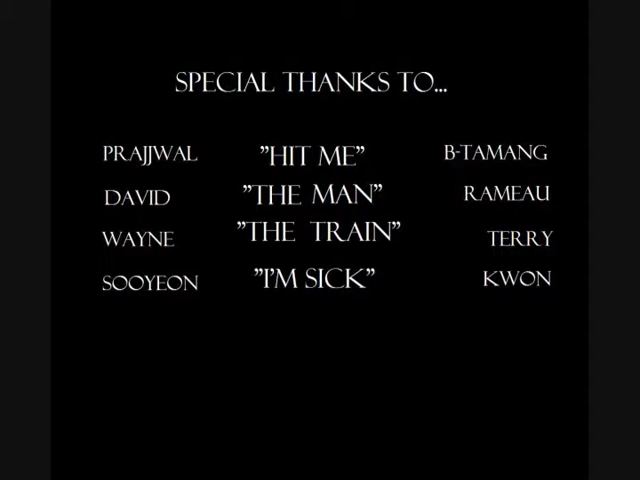 SPECIAL THANKS TO...
PRAJJWAL "HIT ME" B-TAMANG
DAVID "THE MAN" RAMEAU
WAYNE "THE TRAIN" TERRY
SOOYEON "I'M SICK" KWON